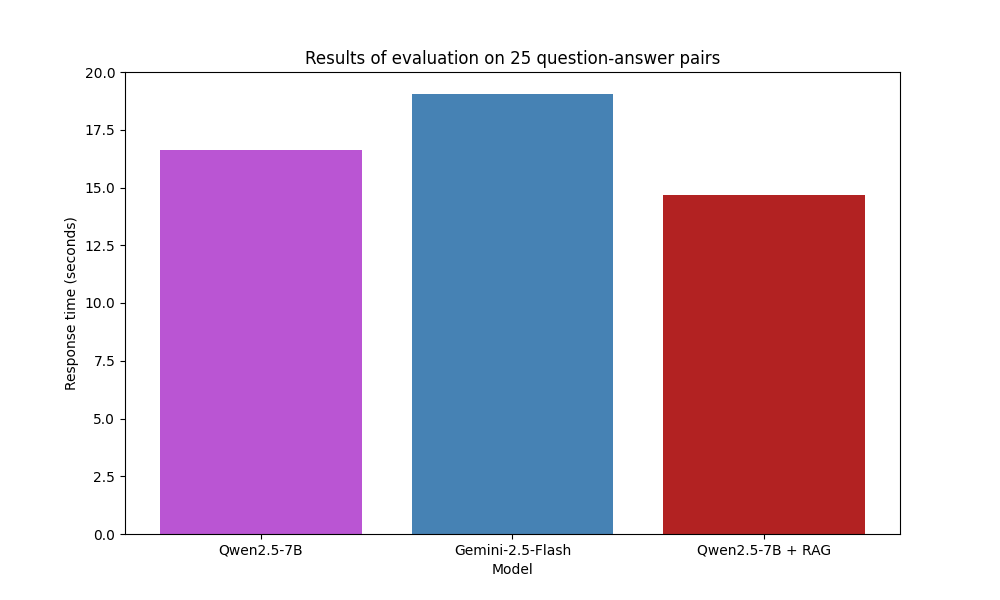 Results of evaluation on 25 question-answer pairs
Response time (seconds)
20.0
17.5
15.0
12.5
10.0
7.5
5.0
2.5
0.0
Qwen2.5-7B
Gemini-2.5-Flash
Qwen2.5-7B + RAG
Model